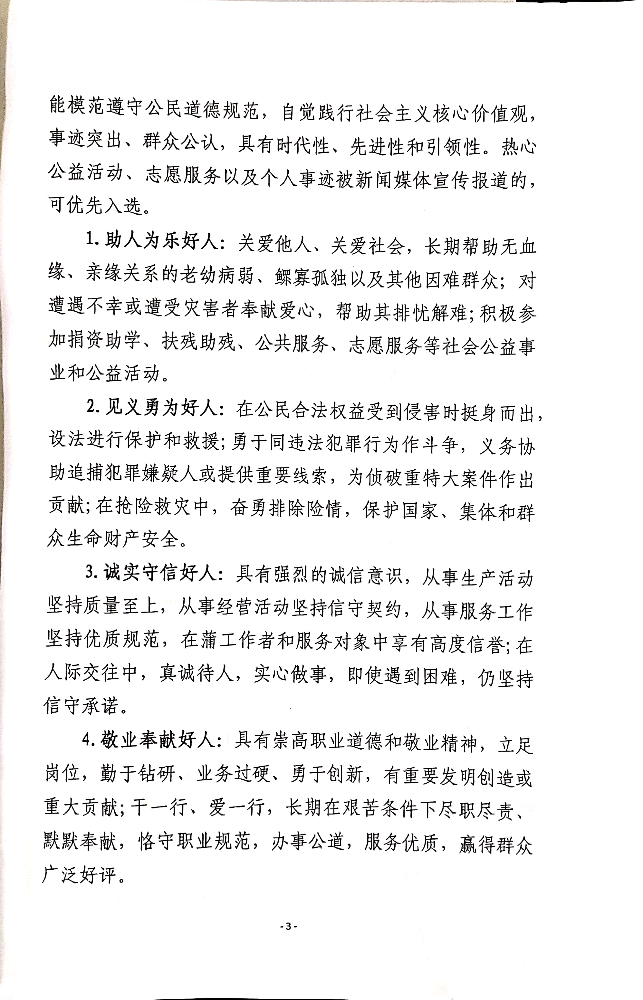 能模范遵守公民道德规范，自觉践行社会主义核心价值观，
事迹突出、群众公认，具有时代性、先进性和引领性。热心
公益活动、志愿服务以及个人事迹被新闻媒体宣传报道的，
可优先入选。
1.助人为乐好人：关爱他人、关爱社会，长期帮助无血
缘、亲缘关系的老幼病弱、鳏寡孤独以及其他因难群众；对
遭遇不幸或遭受灾害者奉献爱心，帮助其排忧解难;积极参
加捐资助学、扶残助残、公共服务、志愿服务等社会公益事
业和公益活动。
2.见义勇为好人：在公民合法权益受到侵害时挺身而出，
设法进行保护和救援;勇于同违法犯罪行为作斗争，义务协
助追捕犯罪嫌疑人或提供重要线索，为侦破重特大案件作出
贡献;在抢险救灾中，奋勇排除险情，保护国家、集体和群
众生命财产安全。
3.诚实守信好人：具有强烈的诚信意识，从事生产活动
坚持质量至上，从事经营活动坚持信守契约，从事服务工作
坚持优质规范，在蒲工作者和服务对象中享有高度信誉;在
人际交往中，真诚待人，实心做事，即使遇到困难，仍坚持
信守承诺。
4.敬业奉献好人：具有崇高职业道德和敬业精神，立足
岗位，勤于钻研、业务过硬、勇于创新，有重要发明创造或
重大贡献;干一行、爱一行，长期在艰苦条件下尽职尽责、
默默奉献，恪守职业规范，办事公道，服务优质，赢得群众
广泛好评。
-3-